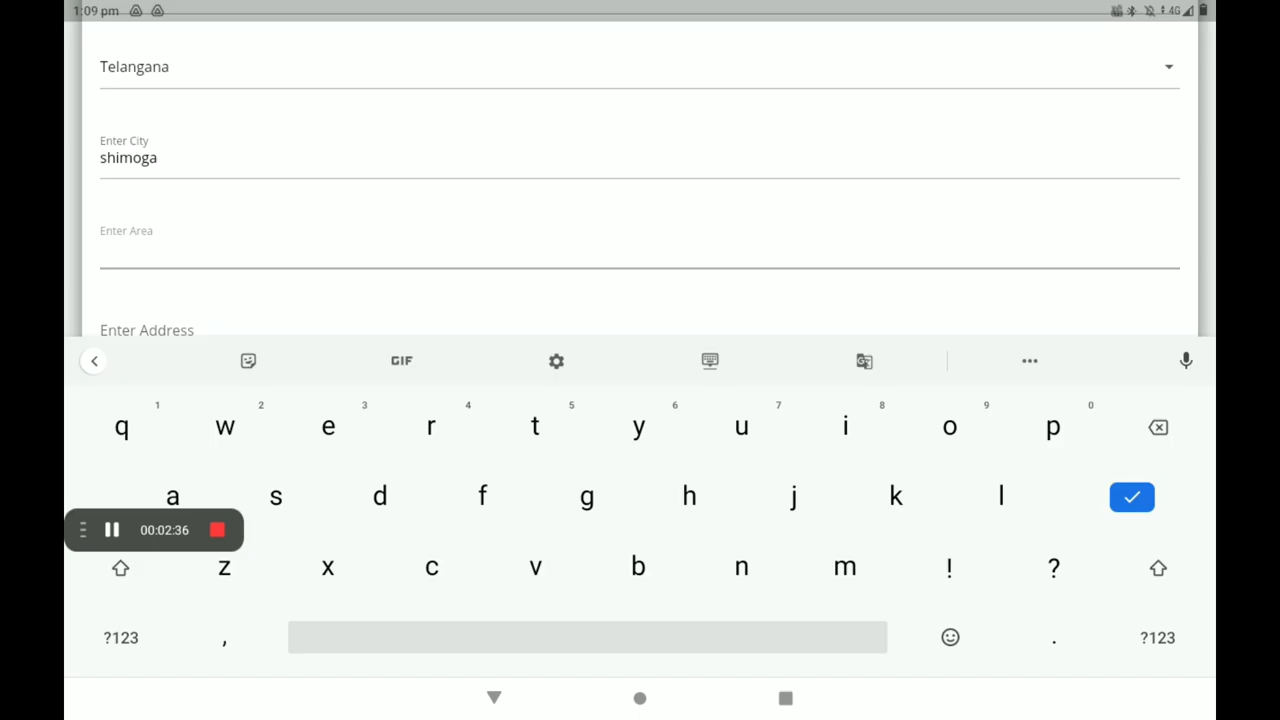 1:09 pm
4G
Telangana
Enter City
shimoga
Enter Area
Enter Address
GIF
1 2 3 4 5 6 7 8 9 0
q w e r t y u i o p
a s d f g h j k l
00:02:36
z x c v b n m ! ?
?123 , . ?123